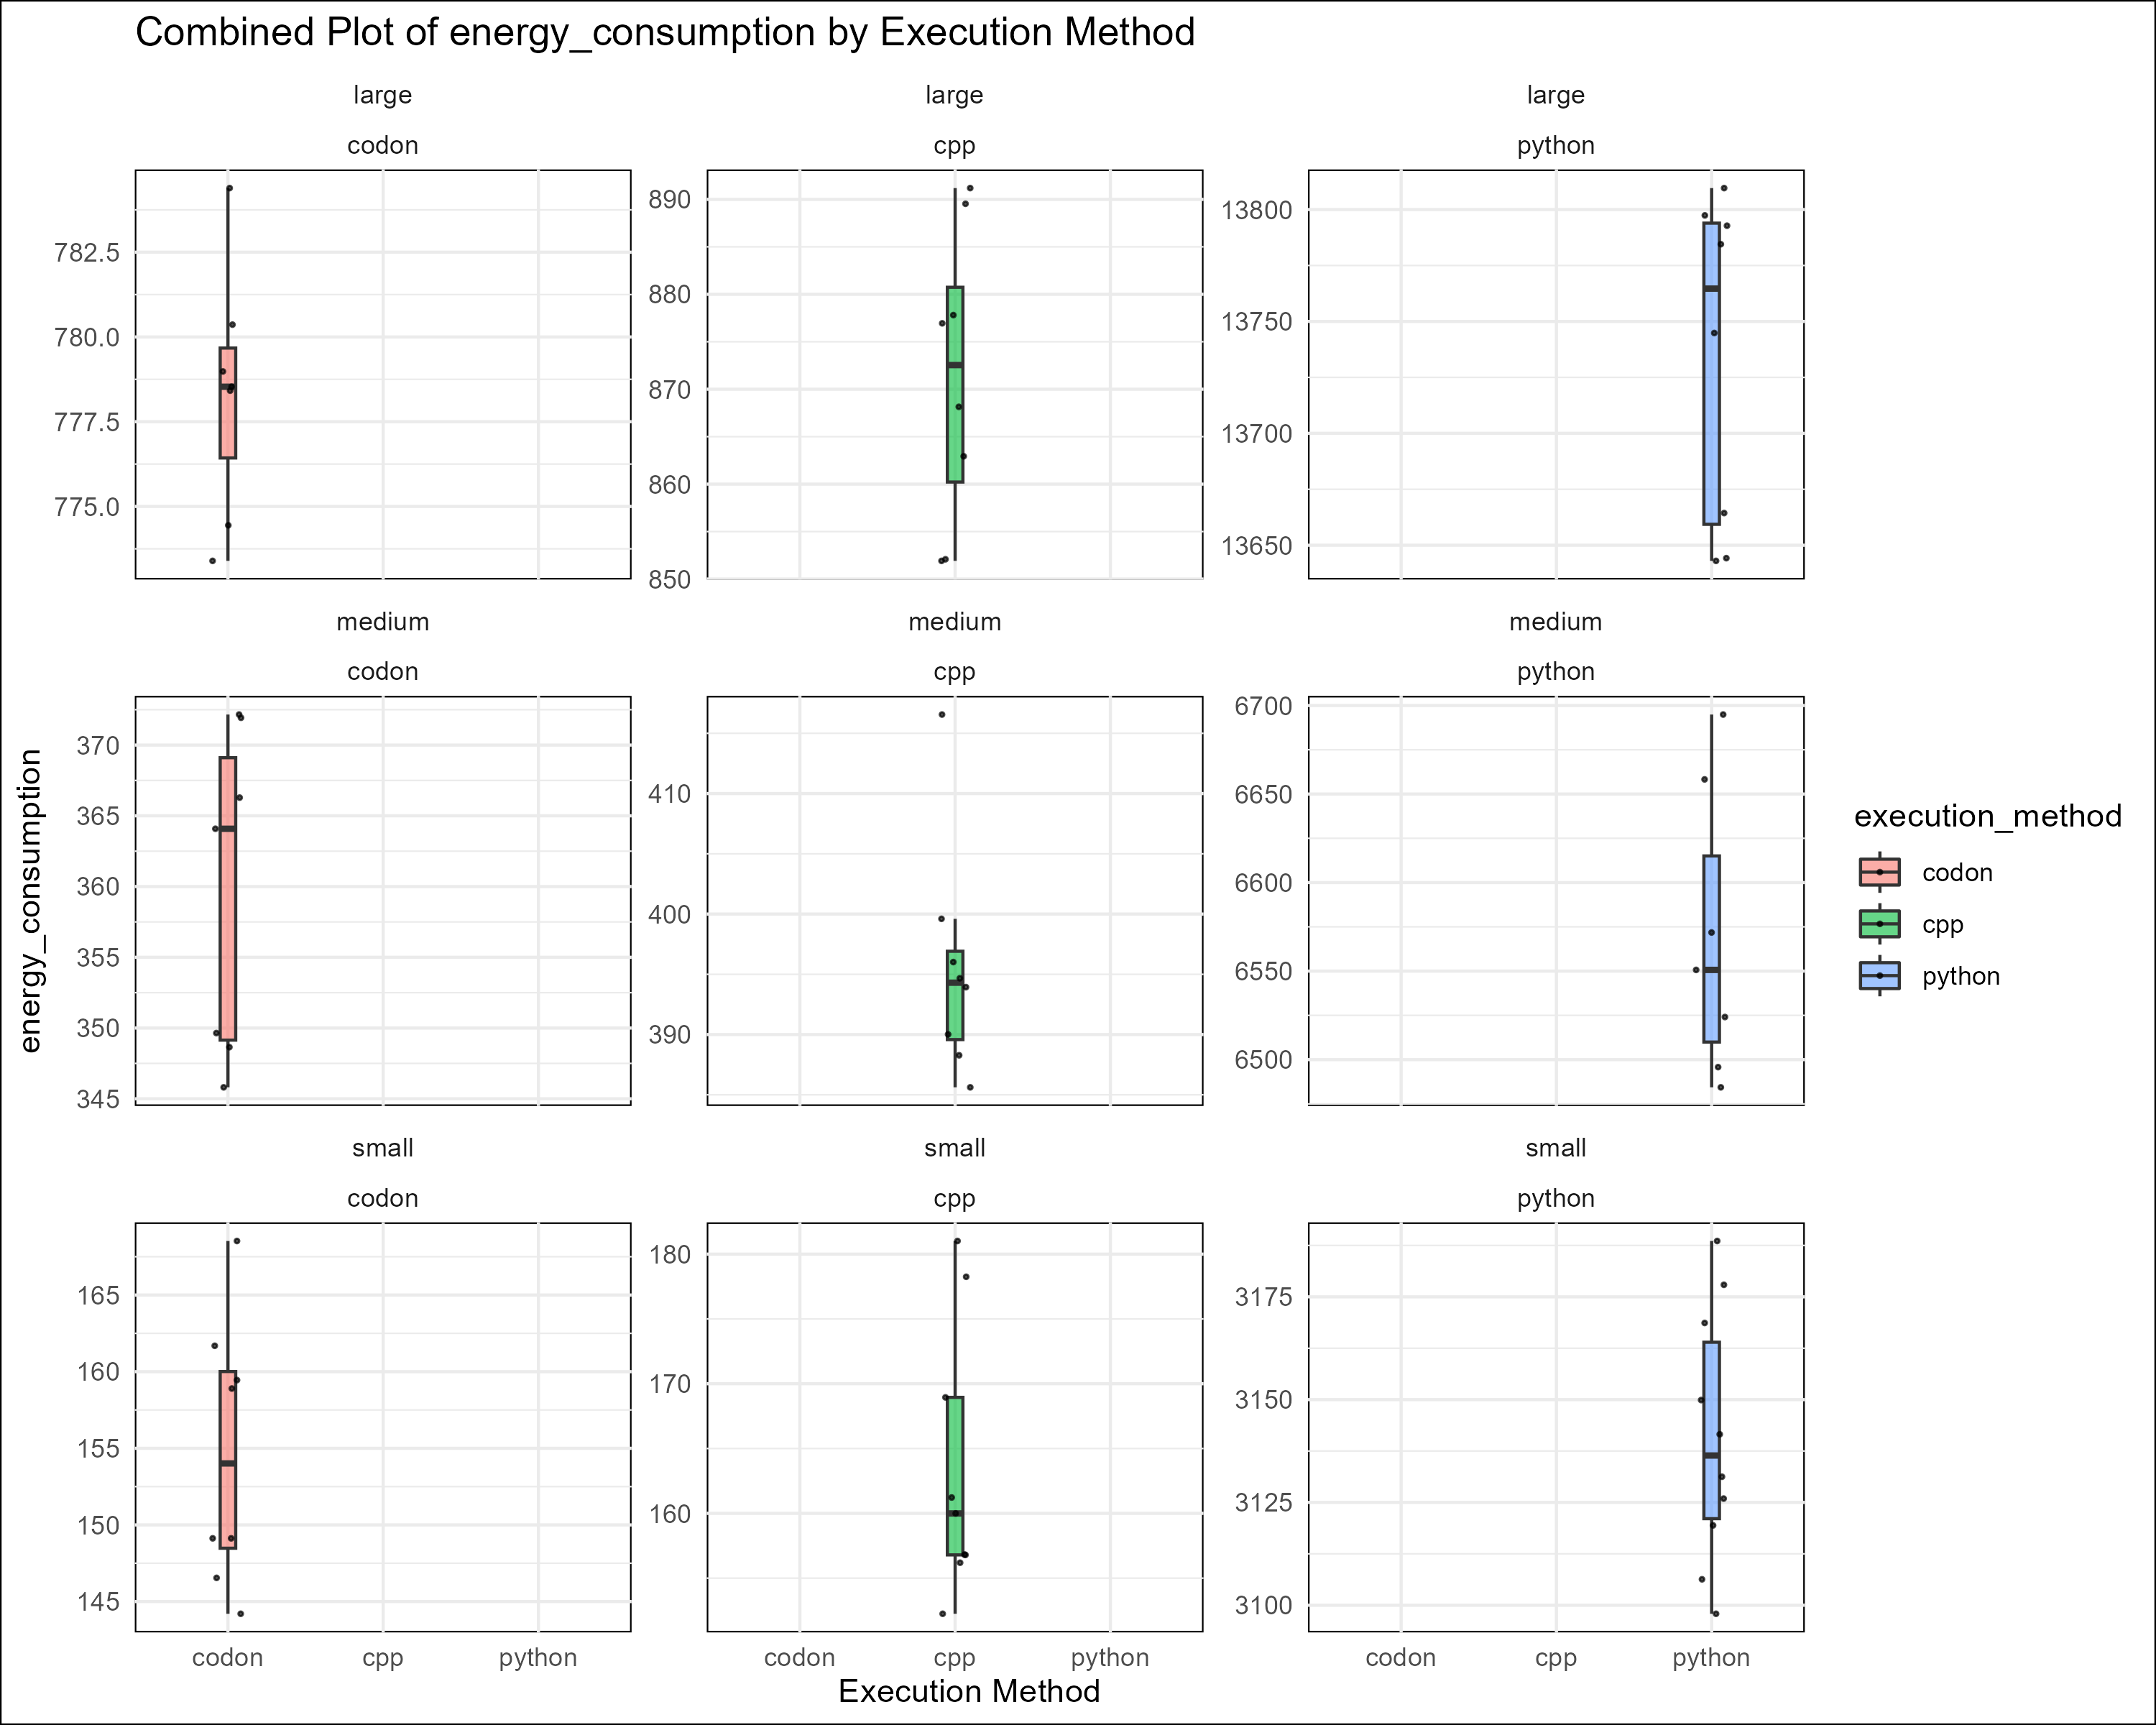 Combined Plot of energy_consumption by Execution Method
large large large
codon cpp python
782.5
780.0
777.5
775.0
890
880
870
860
850
13800
13750
13700
13650
medium medium medium
codon cpp python
370
365
360
355
350
345
410
400
390
6700
6650
6600
6550
6500
small small small
codon cpp python
165
160
155
150
145
180
170
160
3175
3150
3125
3100
codon cpp python codon cpp python codon cpp python
Execution Method
energy_consumption
execution_method
codon
cpp
python